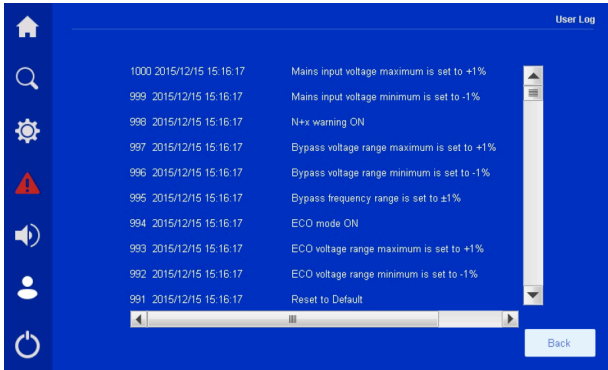 User Log
1000 2015/12/15 15:16:17 Mains input voltage maximum is set to +1%
999 2015/12/15 15:16:17 Mains input voltage minimum is set to -1%
998 2015/12/15 15:16:17 N+x warning ON
997 2015/12/15 15:16:17 Bypass voltage range maximum is set to +1%
996 2015/12/15 15:16:17 Bypass voltage range minimum is set to -1%
995 2015/12/15 15:16:17 Bypass frequency range is set to ±1%
994 2015/12/15 15:16:17 ECO mode ON
993 2015/12/15 15:16:17 ECO voltage range maximum is set to +1%
992 2015/12/15 15:16:17 ECO voltage range minimum is set to -1%
991 2015/12/15 15:16:17 Reset to Default
Back